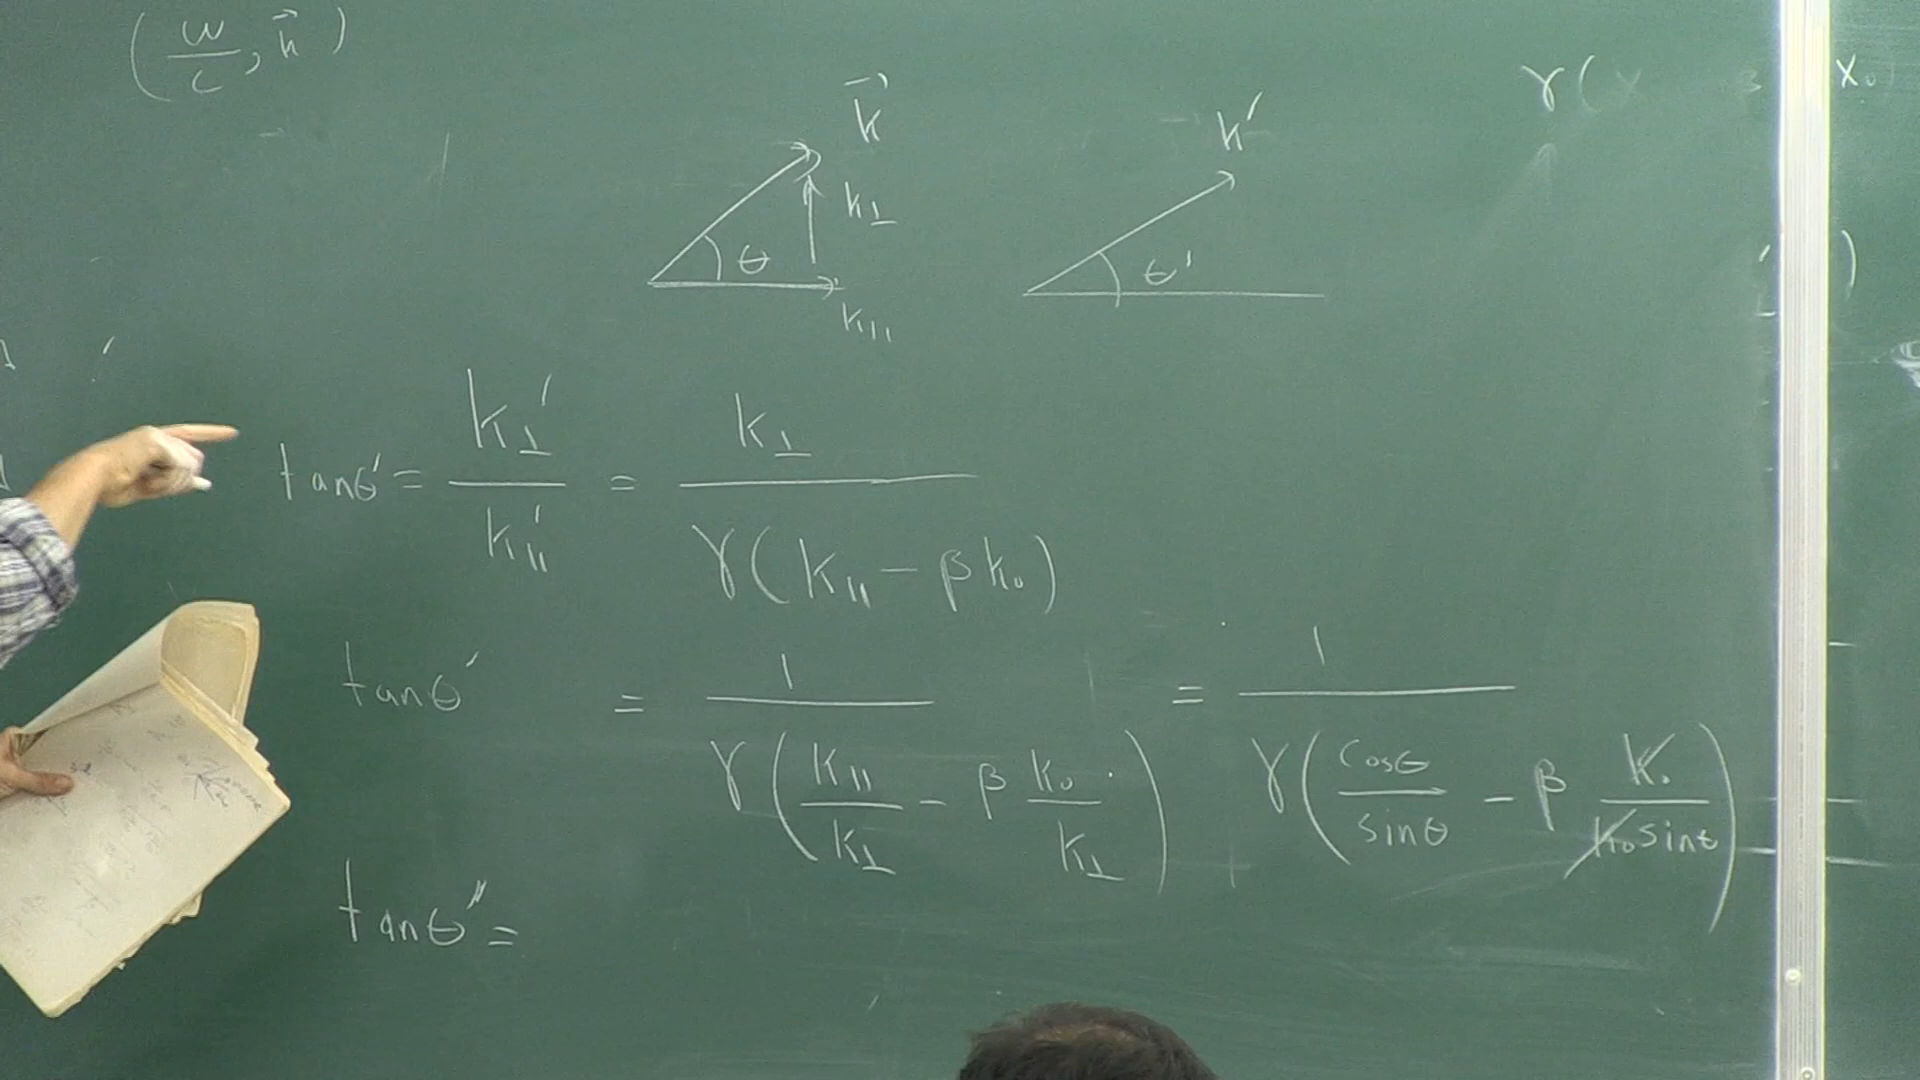 (ω/c, k⃗)
γ(
x₀
k⃗
k'
k⊥
θ
θ'
k∥
)
tanθ' = k⊥'/k∥' = k⊥/γ(k∥ - βk₀)
tanθ' = 1/γ(k∥/k⊥ - β k₀/k⊥) = 1/γ(cosθ/sinθ - β k₀/k₀sinθ)
tanθ'' =